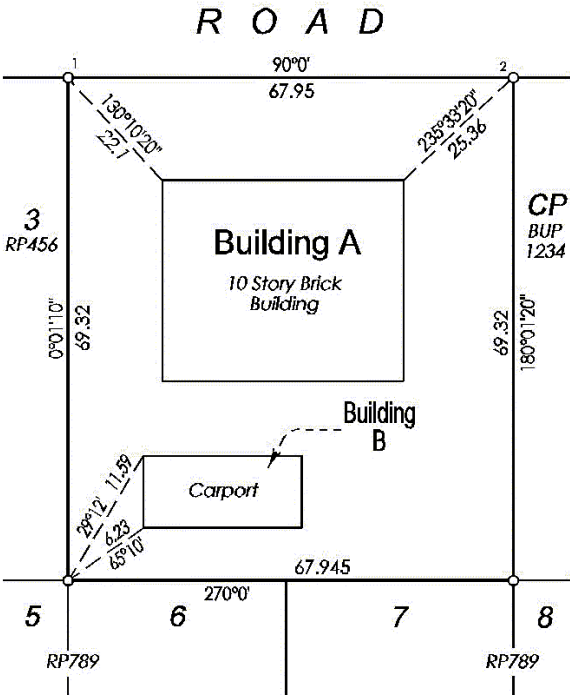 R O A D
1
90°0'
2
67.95
130°10'20"
22.1
235°33'20"
25.36
3
RP456
CP
BUP
1234
Building A
10 Story Brick
Building
0°01'10"
69.32
69.32
180°01'20"
Building
B
Carport
29°12' 11.59
6.23
65°10'
67.945
270°0'
5
6
7
8
RP789
RP789